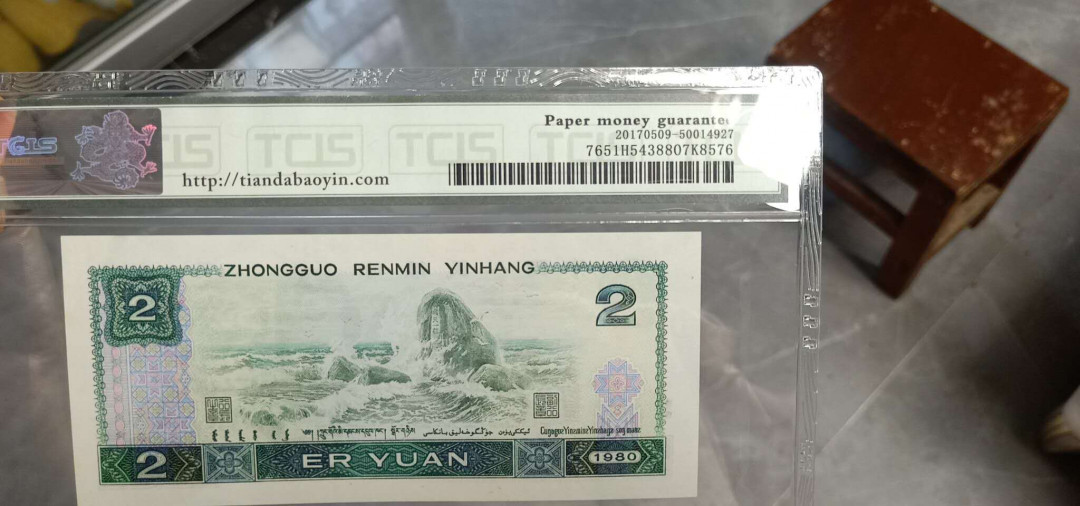 Paper money guarante
20170509-50014927
7651H5438807K8576
TGIS TCIS TCIS TCIS
http://tiandabaoyin.com
ZHONGGUO RENMIN YINHANG
2
2
2
ER YUAN
1980